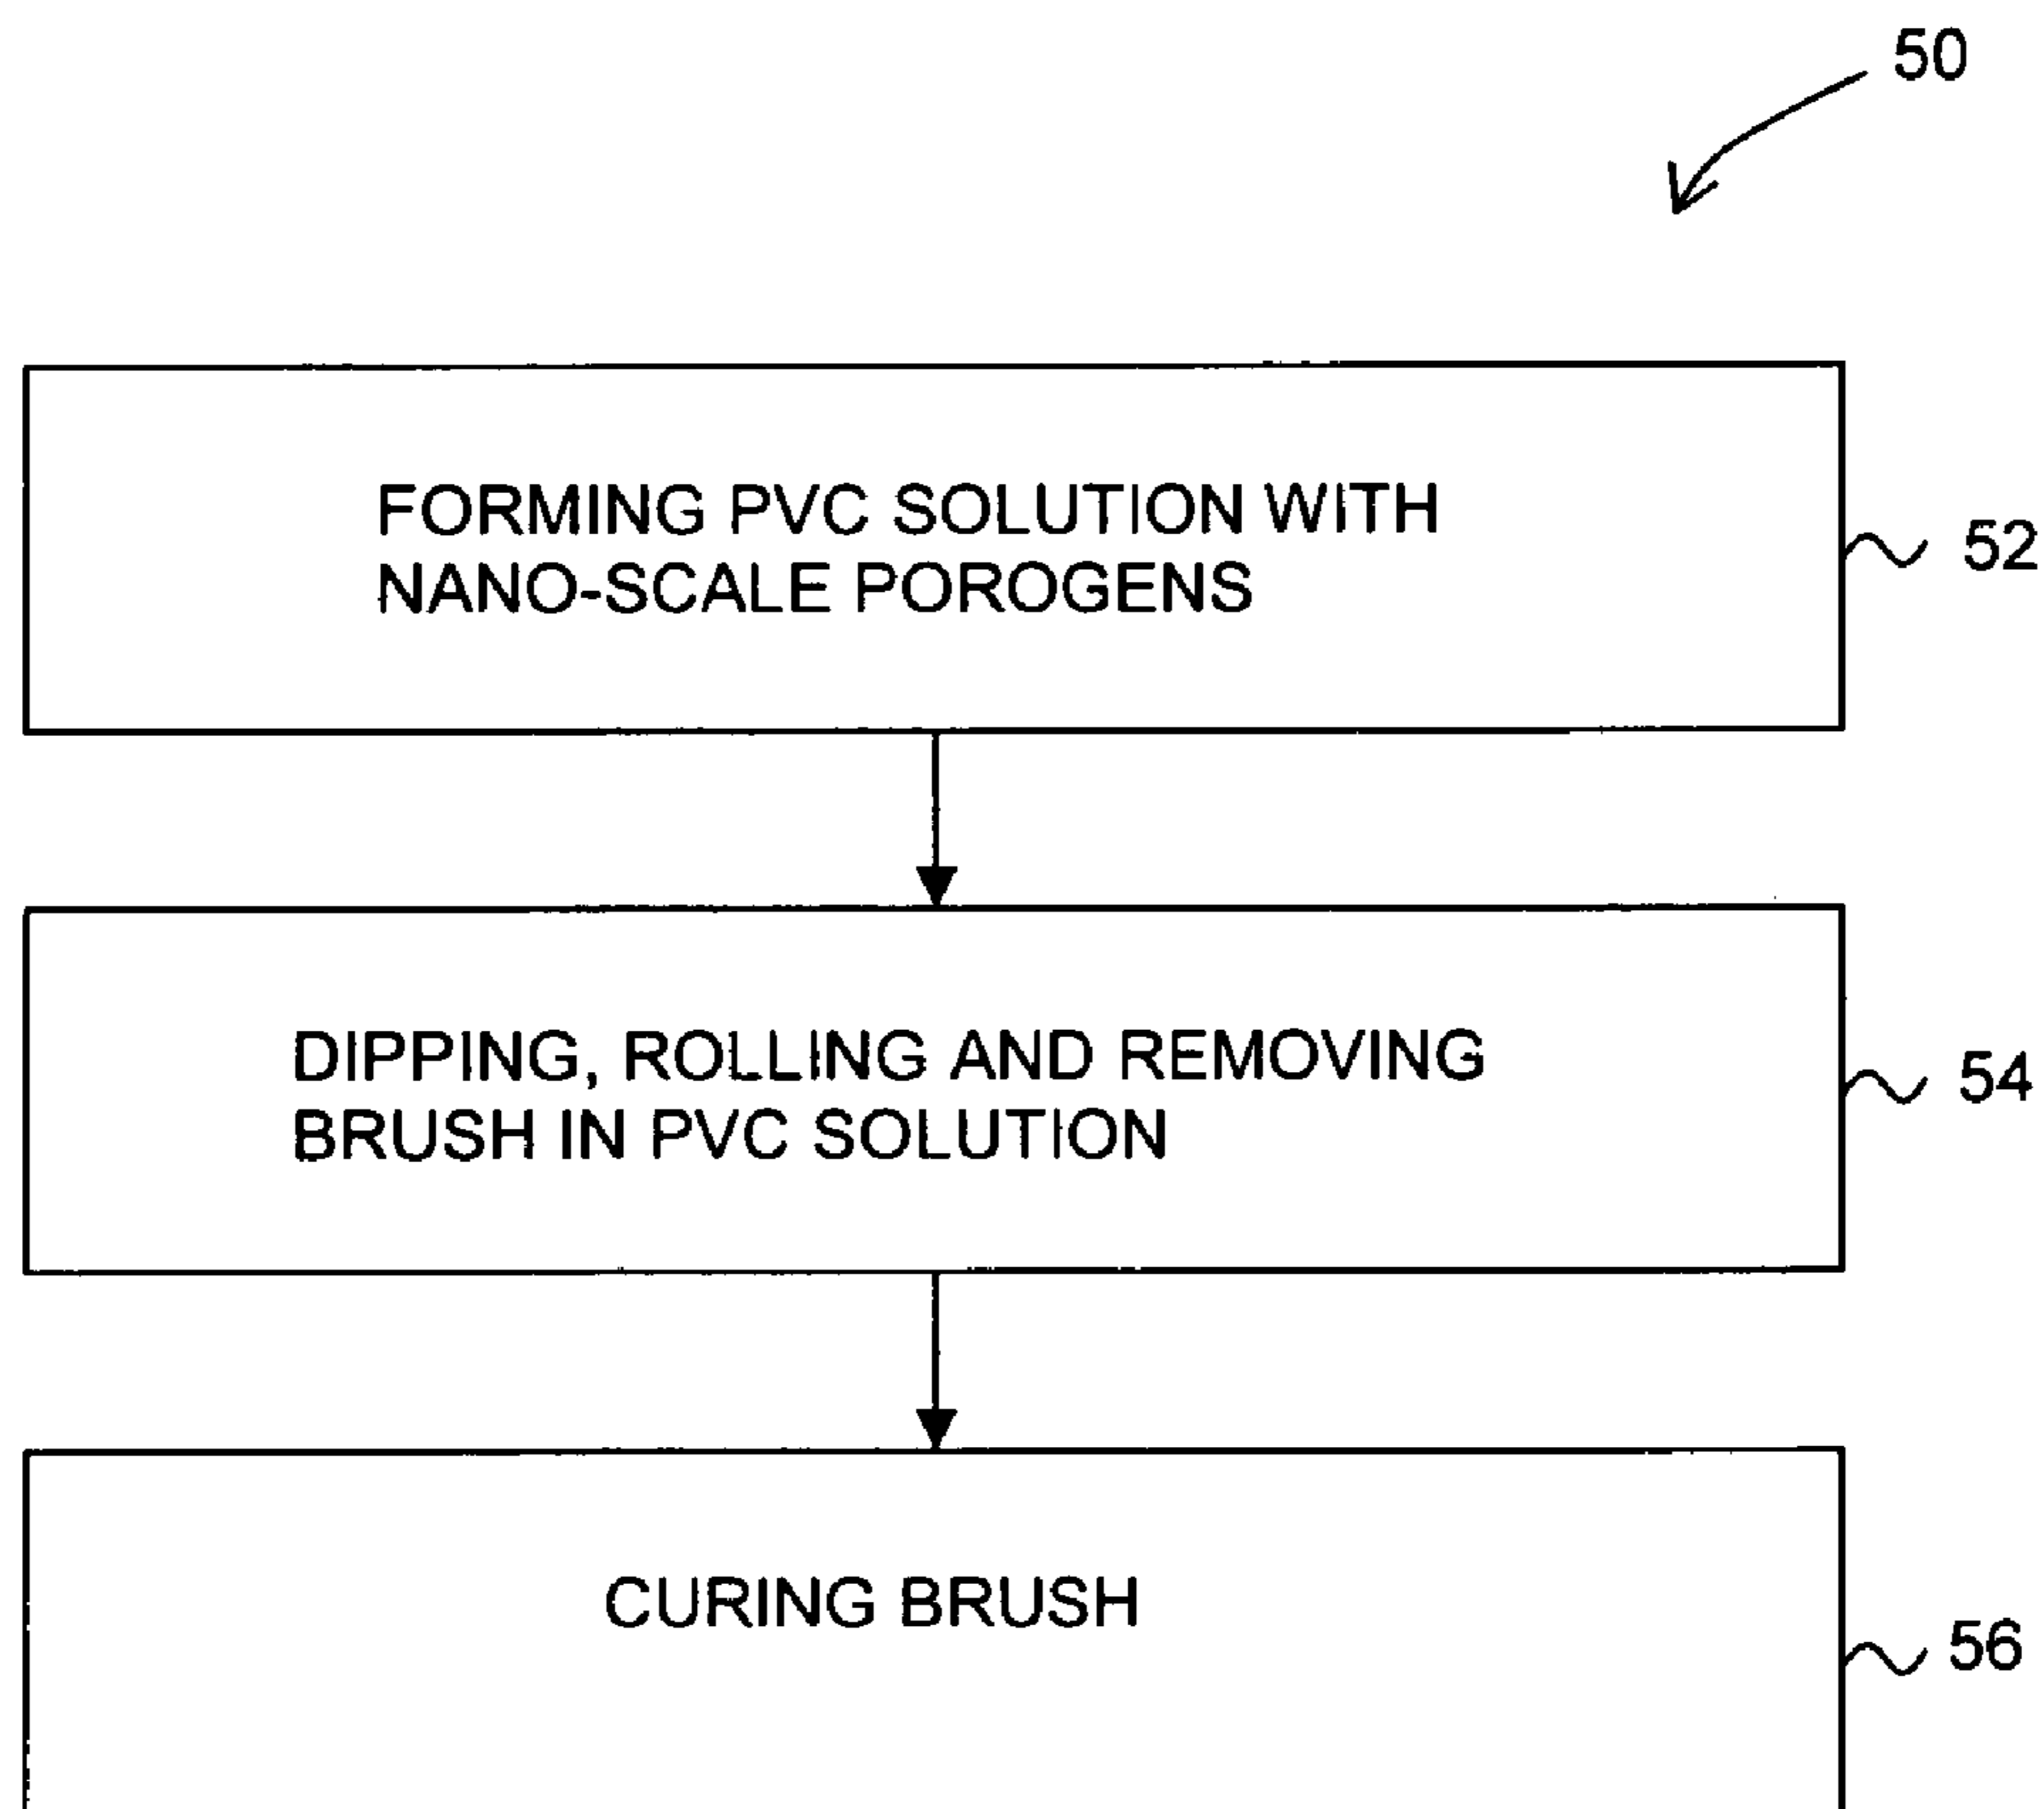 50
FORMING PVC SOLUTION WITH
NANO-SCALE POROGENS
52
DIPPING, ROLLING AND REMOVING
BRUSH IN PVC SOLUTION
54
CURING BRUSH
56